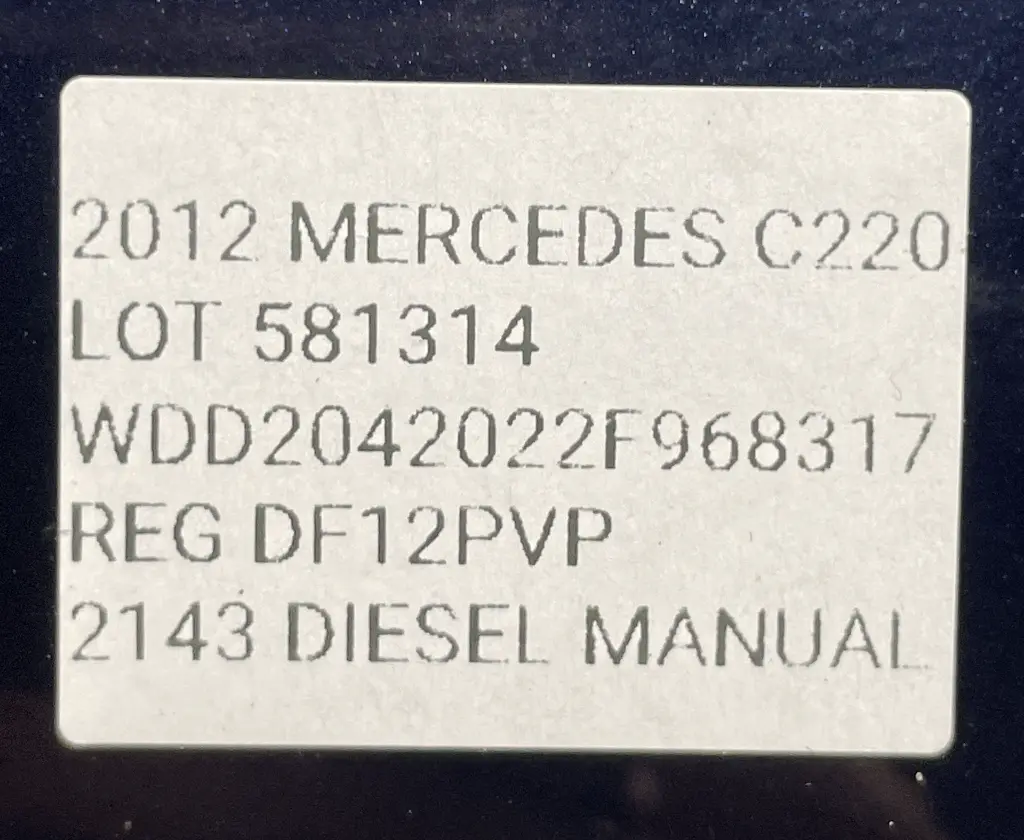 2012 MERCEDES C220
LOT 581314
WDD2042022F968317
REG DF12PVP
2143 DIESEL MANUAL